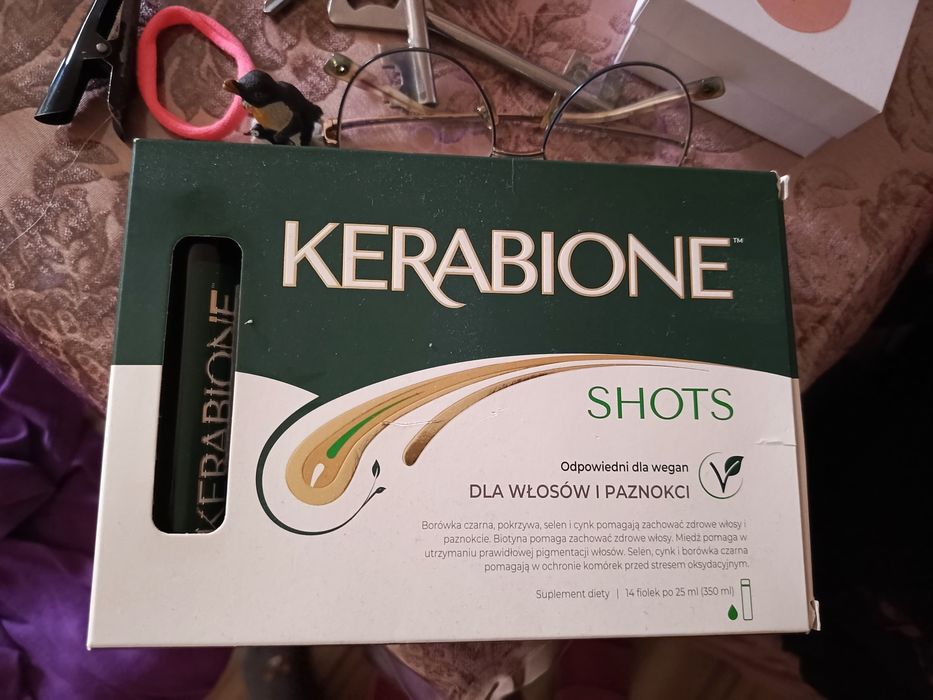 KERABIONE™
KERABIONE™
SHOTS
Odpowiedni dla wegan
DLA WŁOSÓW I PAZNOKCI
Borówka czarna, pokrzywa, selen i cynk pomagają zachować zdrowe włosy i
paznokcie. Biotyna pomaga zachować zdrowe włosy. Miedź pomaga w
utrzymaniu prawidłowej pigmentacji włosów. Selen, cynk i borówka czarna
pomagają w ochronie komórek przed stresem oksydacyjnym.
Suplement diety | 14 fiolek po 25 ml (350 ml)